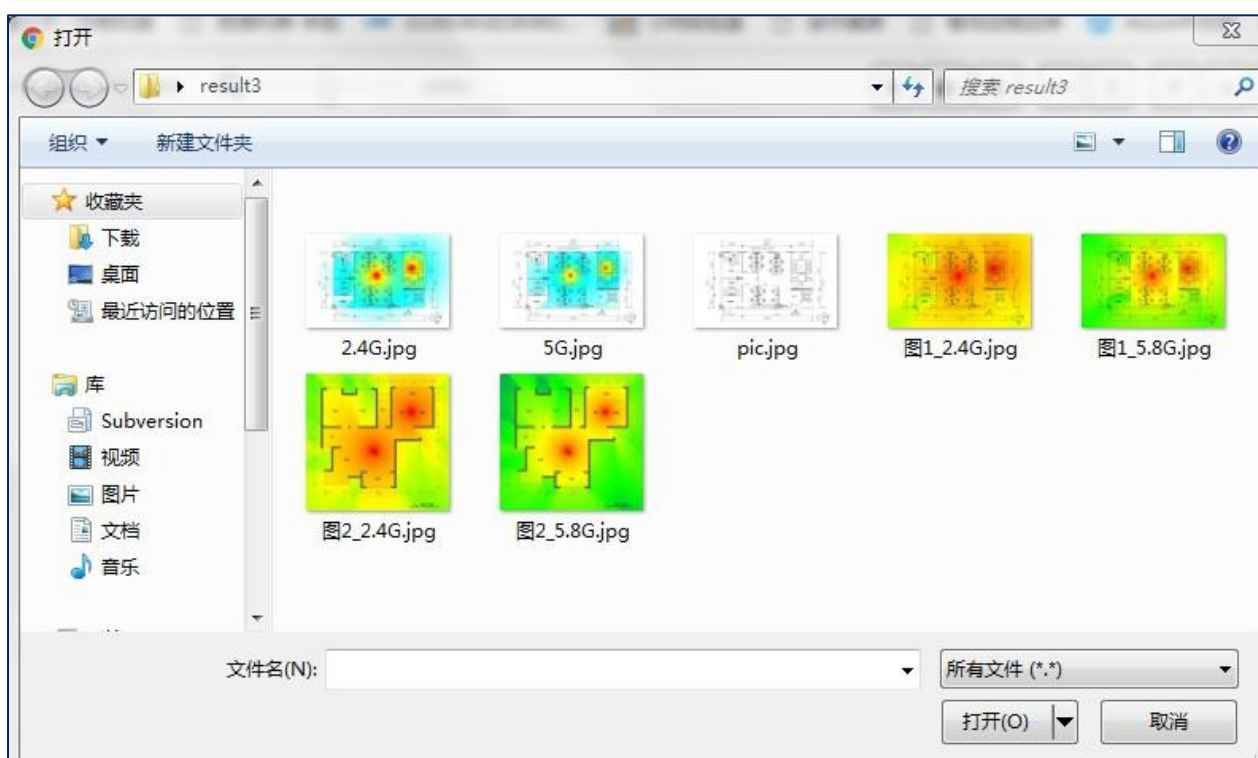 打开
result3
搜索 result3
组织
新建文件夹
收藏夹
下载
桌面
最近访问的位置
库
Subversion
视频
图片
文档
音乐
2.4G.jpg
5G.jpg
pic.jpg
图1_2.4G.jpg
图1_5.8G.jpg
图2_2.4G.jpg
图2_5.8G.jpg
文件名(N):
所有文件 (*.*)
打开(O)
取消